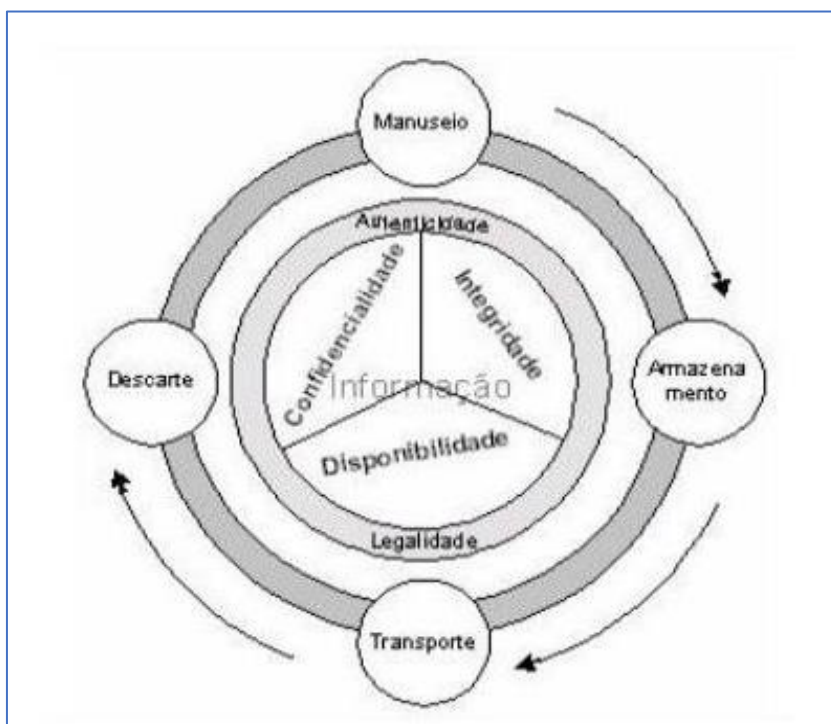 Manuseio
Autenticidade
Confidencialidade
Integridade
Descarte
Informação
Armazena
mento
Disponibilidade
Legalidade
Transporte